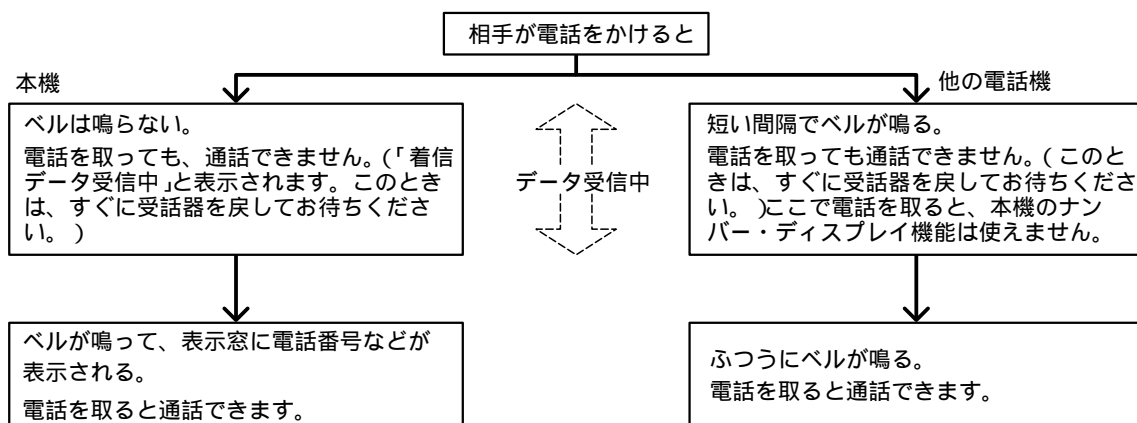 相手が電話をかけると
本機
他の電話機
ベルは鳴らない。
電話を取っても、通話できません。(「着信
データ受信中」と表示されます。このとき
は、すぐに受話器を戻してお待ちくださ
い。)
データ受信中
短い間隔でベルが鳴る。
電話を取っても通話できません。(このと
きは、すぐに受話器を戻してお待ちくださ
い。)ここで電話を取ると、本機のナン
バー・ディスプレイ機能は使えません。
ベルが鳴って、表示窓に電話番号などが
表示される。
電話を取ると通話できます。
ふつうにベルが鳴る。
電話を取ると通話できます。